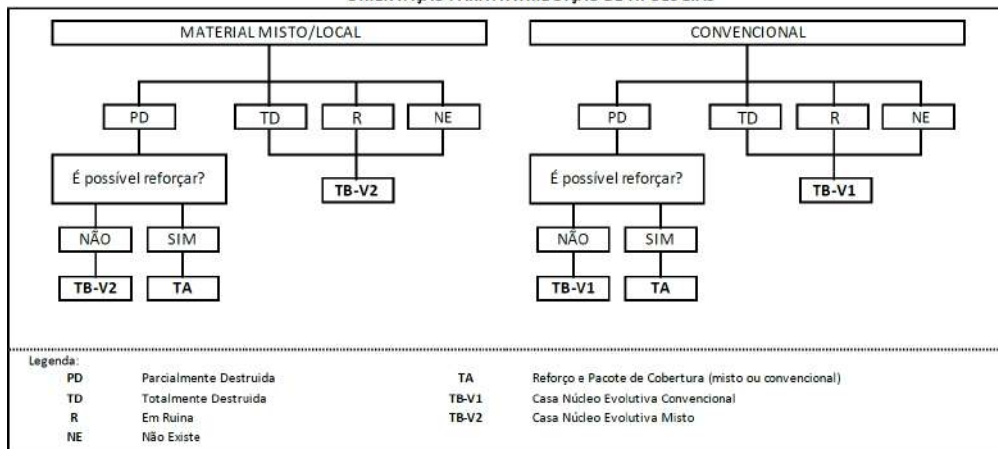 MATERIAL MISTO/LOCAL CONVENCIONAL
PD TD R NE PD TD R NE
É possível reforçar? É possível reforçar?
TB-V2 TB-V1
NÃO SIM NÃO SIM
TB-V2 TA TB-V1 TA
Legenda:
PD Parcialmente Destruida TA Reforço e Pacote de Cobertura (misto ou convencional)
TD Totalmente Destruida TB-V1 Casa Núcleo Evolutiva Convencional
R Em Ruina TB-V2 Casa Núcleo Evolutiva Misto
NE Não Existe